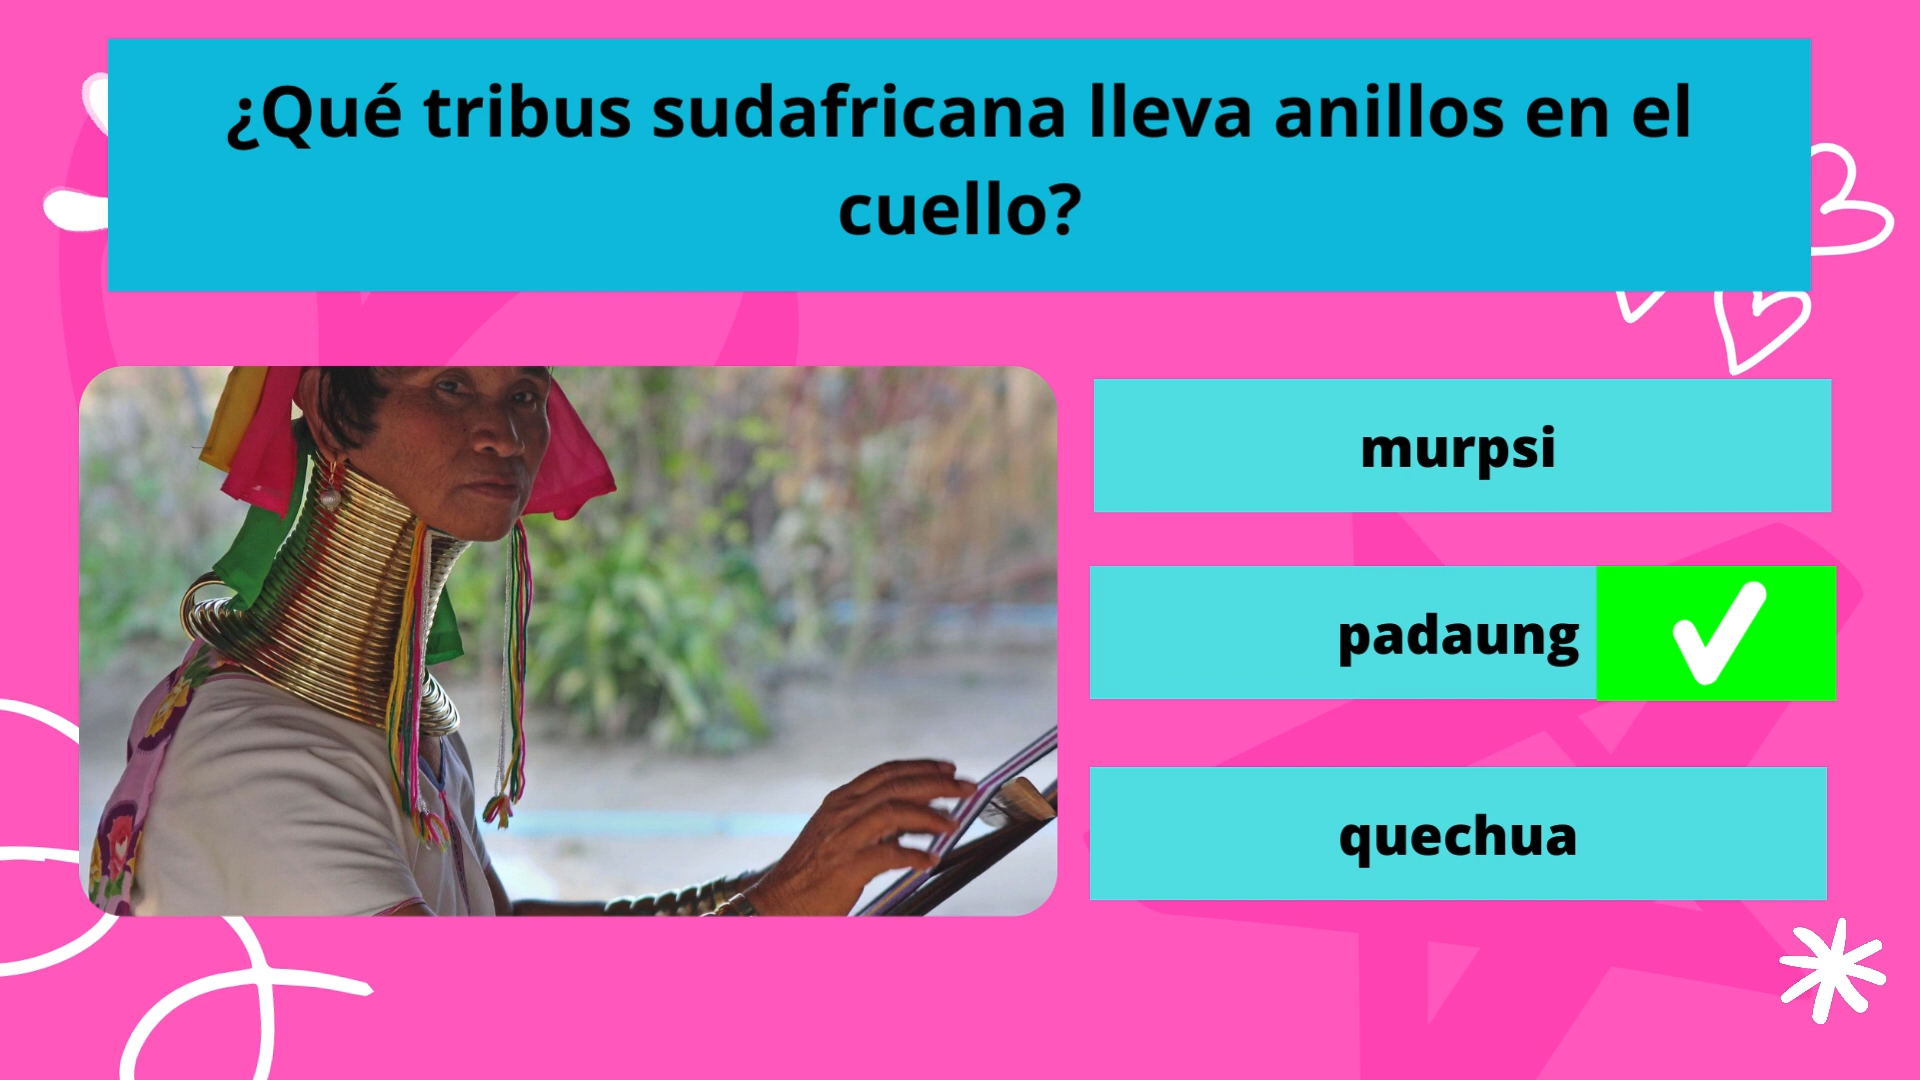 ¿Qué tribus sudafricana lleva anillos en el
cuello?
murpsi
padaung
quechua